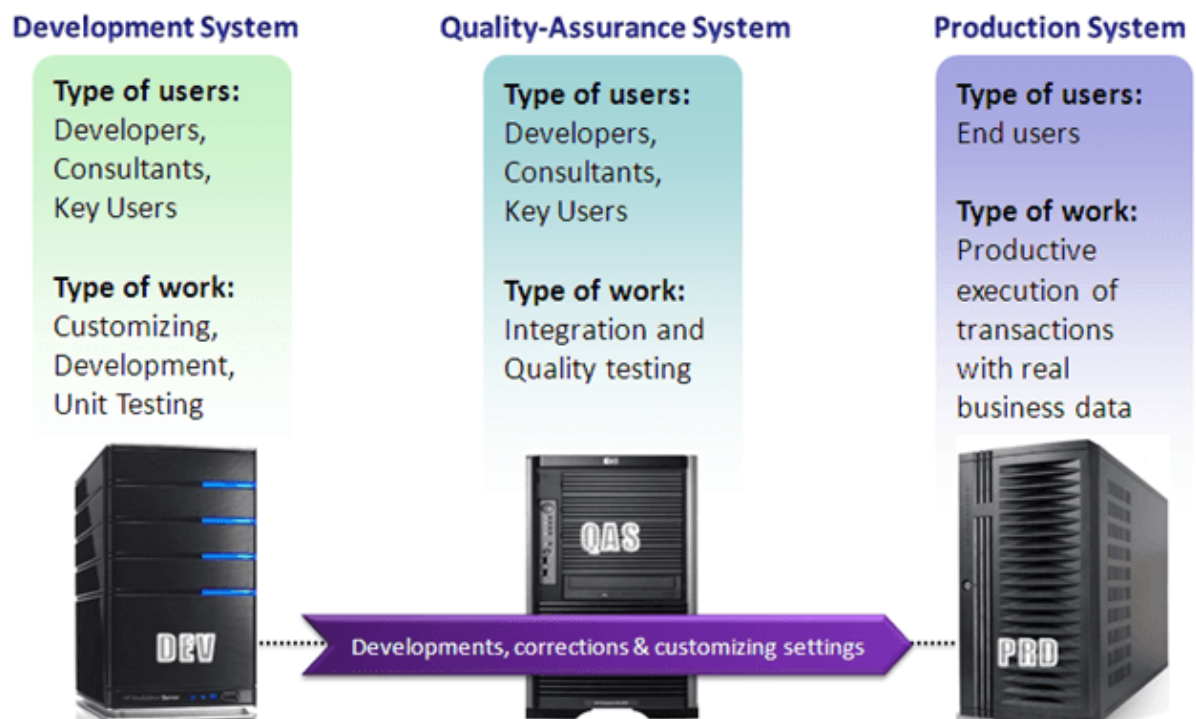 Development System
Type of users:
Developers,
Consultants,
Key Users
Type of work:
Customizing,
Development,
Unit Testing
DEV
Quality-Assurance System
Type of users:
Developers,
Consultants,
Key Users
Type of work:
Integration and
Quality testing
QAS
Production System
Type of users:
End users
Type of work:
Productive
execution of
transactions
with real
business data
PRD
Developments, corrections & customizing settings